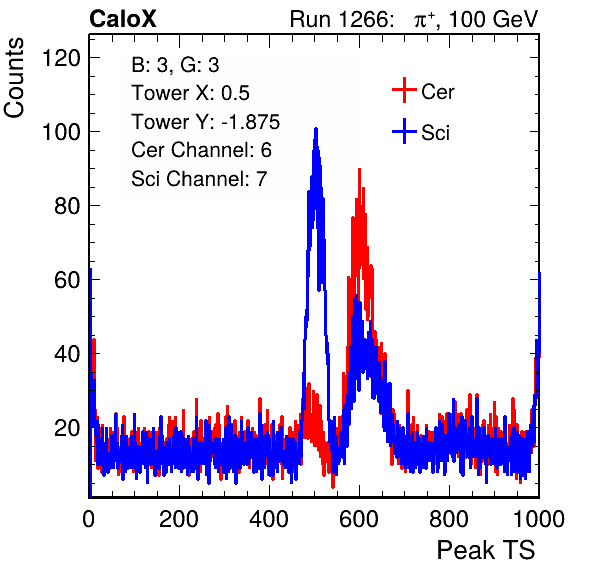 CaloX Run 1266: π⁺, 100 GeV
Counts
B: 3, G: 3
Tower X: 0.5
Tower Y: -1.875
Cer Channel: 6
Sci Channel: 7
Cer
Sci
120
100
80
60
40
20
0 200 400 600 800 1000
Peak TS